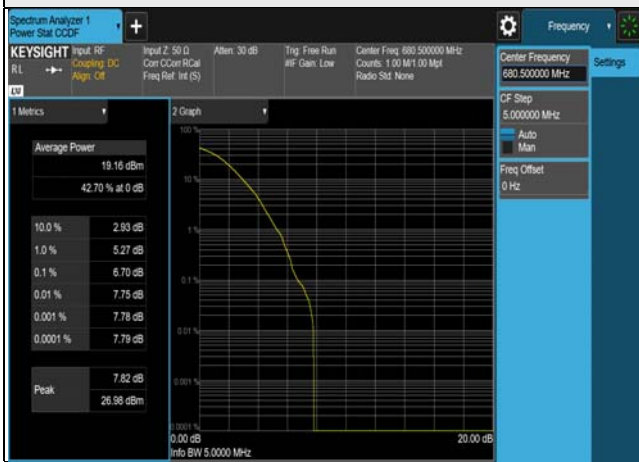 Spectrum Analyzer 1
Power Stat CCDF
+
Frequency
KEYSIGHT
RL
Input: RF
Coupling: DC
Align: Off
Input Z: 50 Ω
Corr CCorr RCal
Freq Ref: Int (S)
Atten: 30 dB
Trig: Free Run
#IF Gain: Low
Center Freq: 680.500000 MHz
Counts: 1.00 M/1.00 Mpt
Radio Std: None
1 Metrics
Average Power
19.16 dBm
42.70 % at 0 dB
10.0 % 2.93 dB
1.0 % 5.27 dB
0.1 % 6.70 dB
0.01 % 7.75 dB
0.001 % 7.78 dB
0.0001 % 7.79 dB
Peak
7.82 dB
26.98 dBm
2 Graph
100 %
10 %
1 %
0.1 %
0.01 %
0.001 %
0.0001 %
0.00 dB
20.00 dB
Info BW 5.0000 MHz
Center Frequency
680.500000 MHz
Settings
CF Step
5.000000 MHz
Auto
Man
Freq Offset
0 Hz